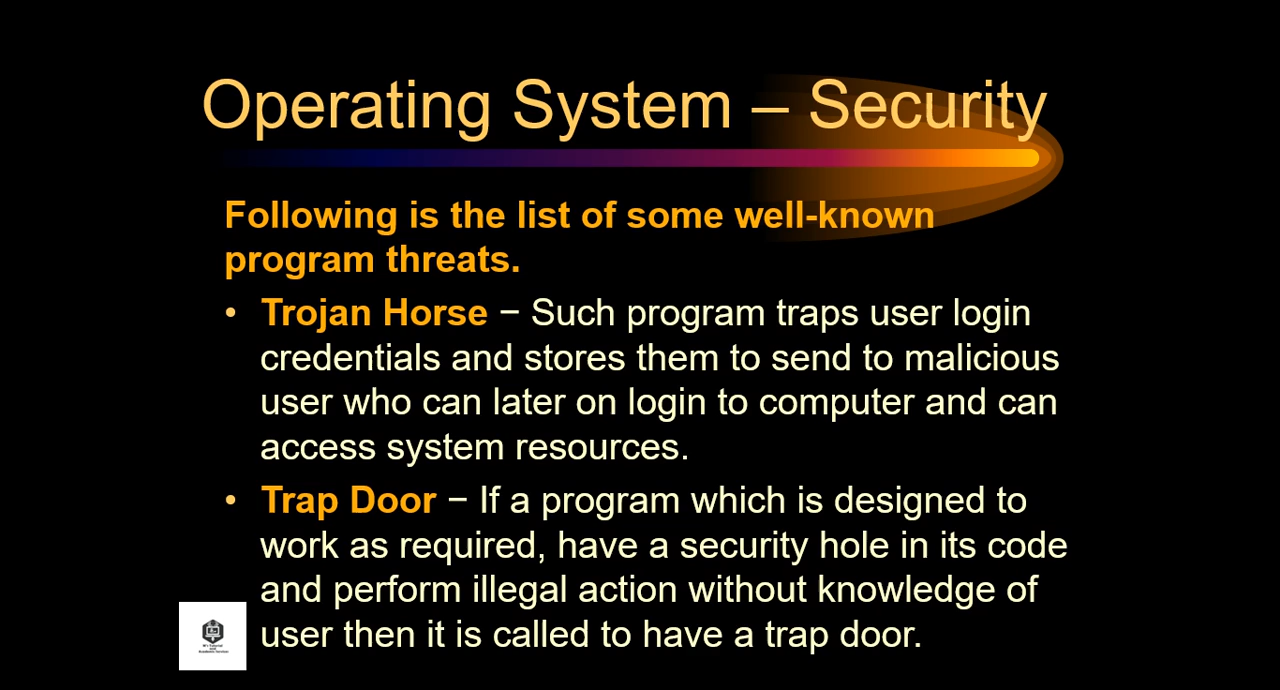 Operating System – Security
Following is the list of some well-known
program threats.
• Trojan Horse − Such program traps user login
credentials and stores them to send to malicious
user who can later on login to computer and can
access system resources.
• Trap Door − If a program which is designed to
work as required, have a security hole in its code
and perform illegal action without knowledge of
user then it is called to have a trap door.